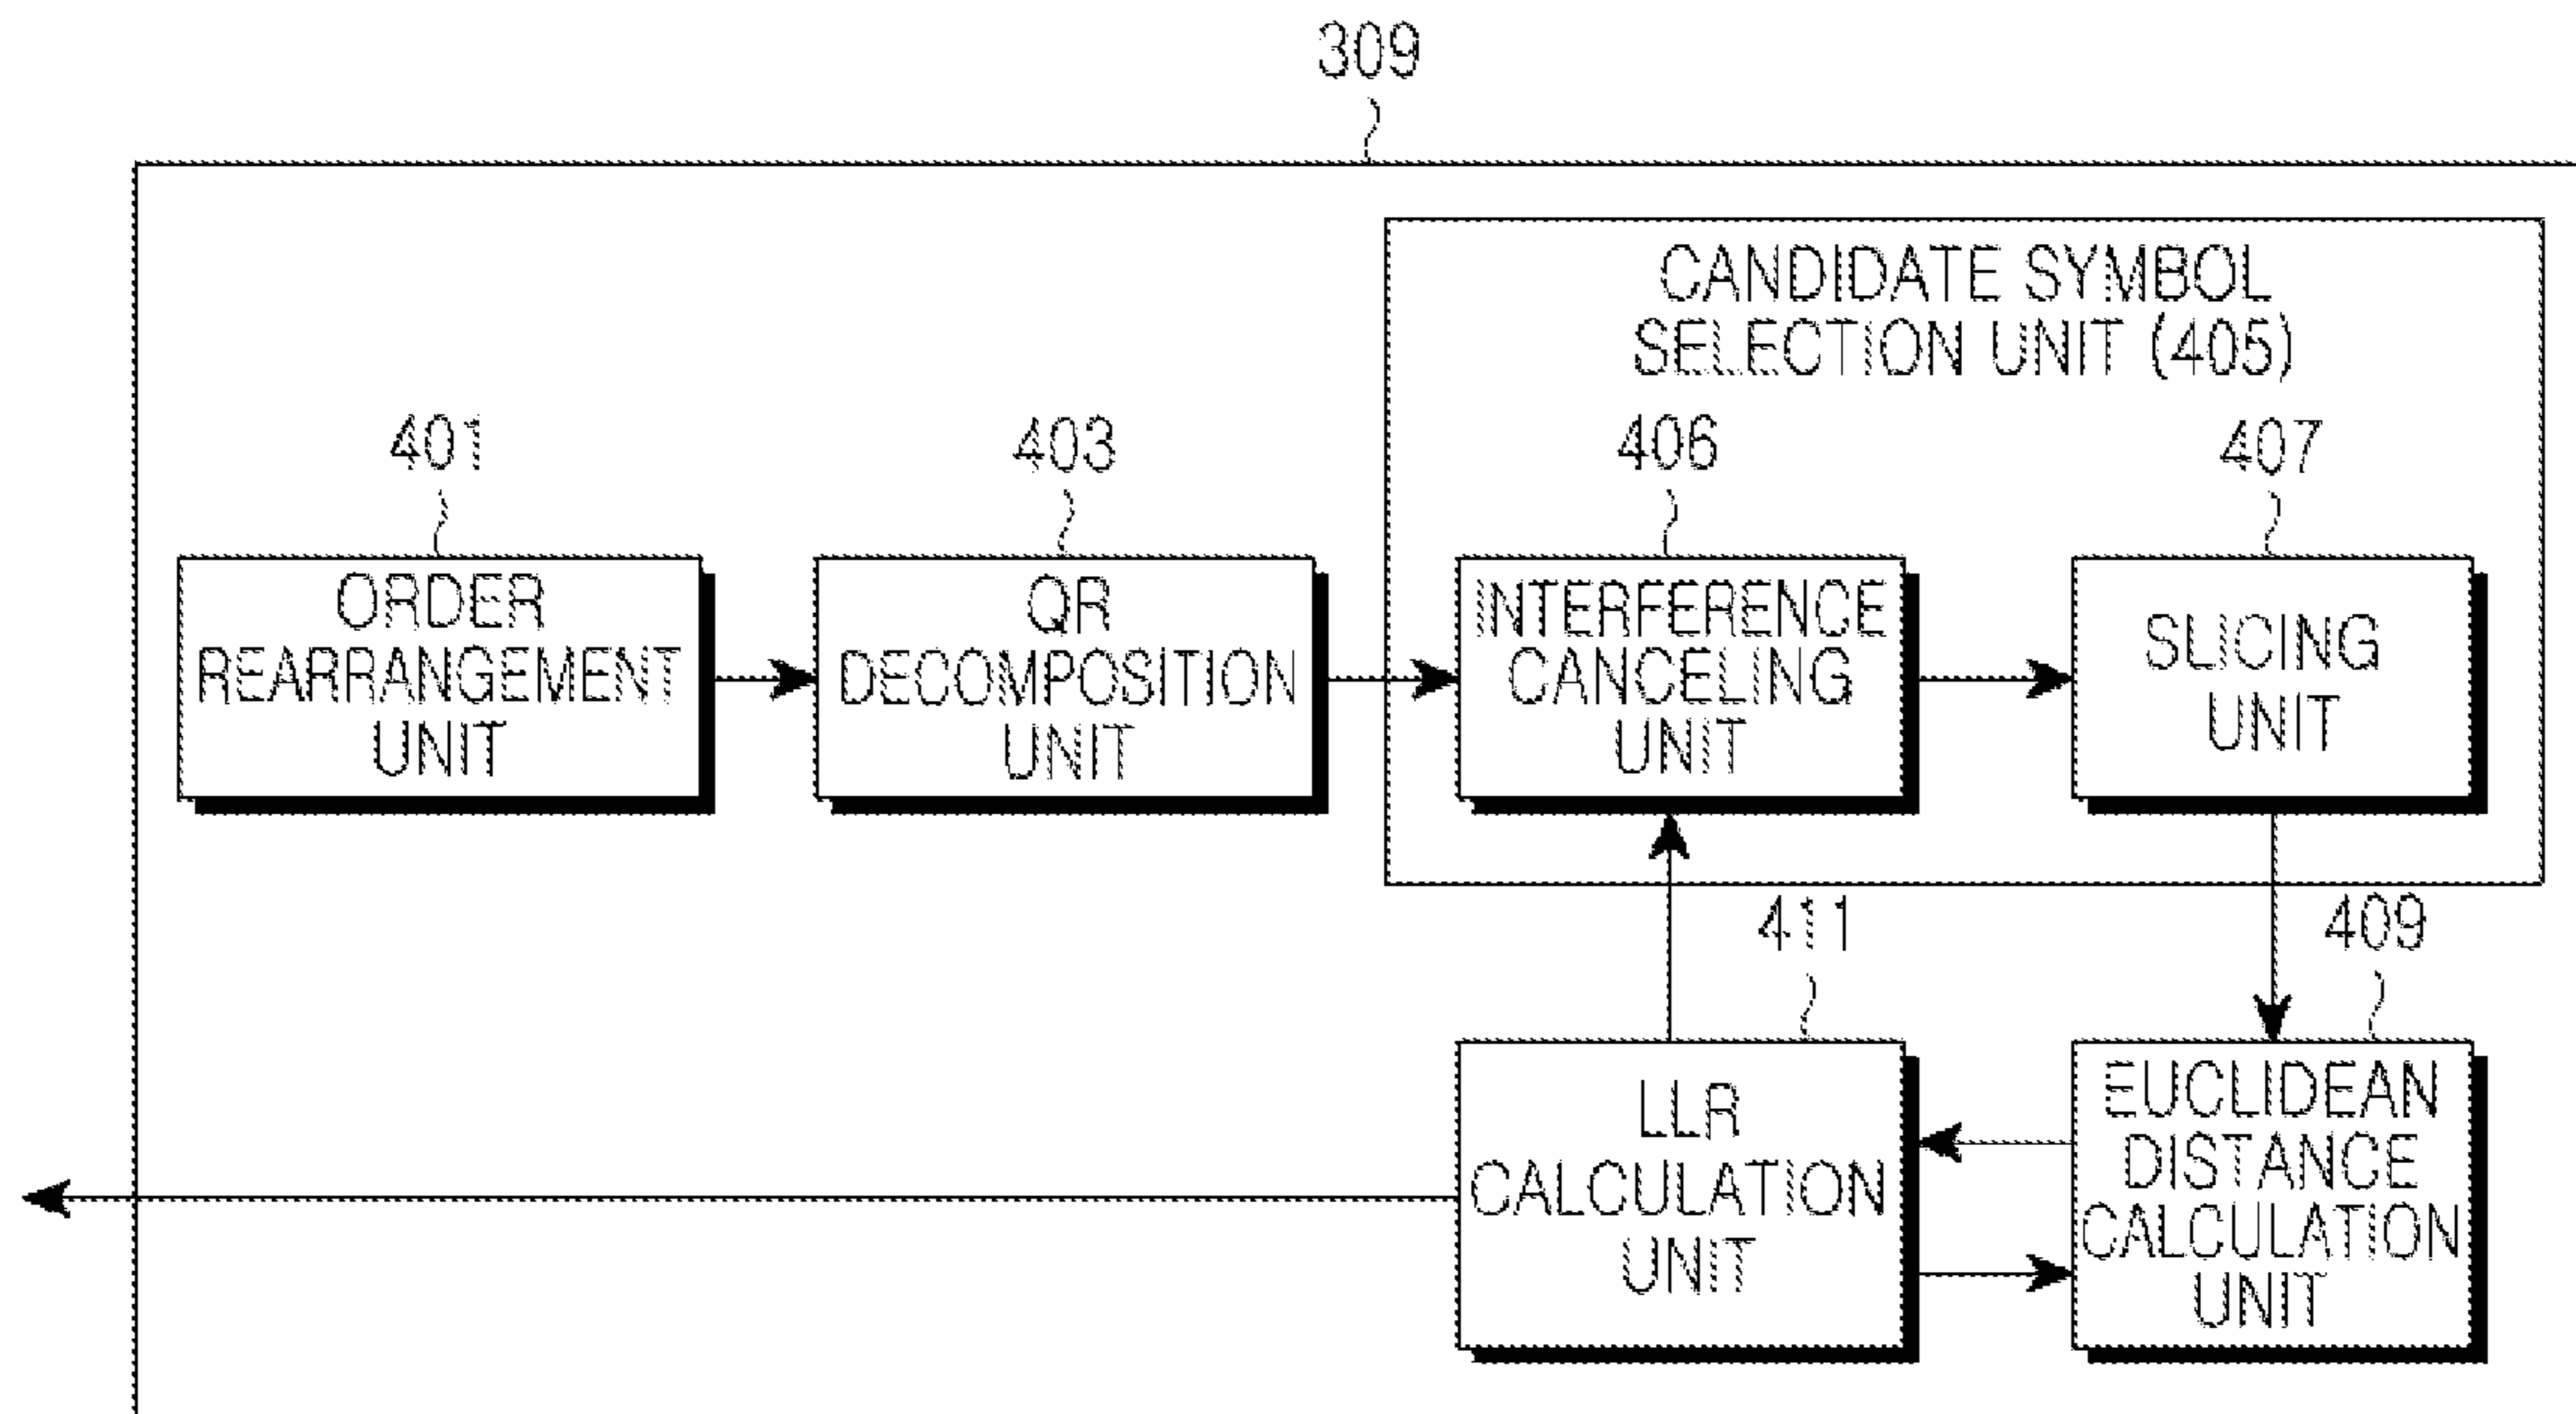 309
CANDIDATE SYMBOL
SELECTION UNIT (405)
401
403
406
407
ORDER
REARRANGEMENT
UNIT
QR
DECOMPOSITION
UNIT
INTERFERENCE
CANCELING
UNIT
SLICING
UNIT
411
409
LLR
CALCULATION
UNIT
EUCLIDEAN
DISTANCE
CALCULATION
UNIT